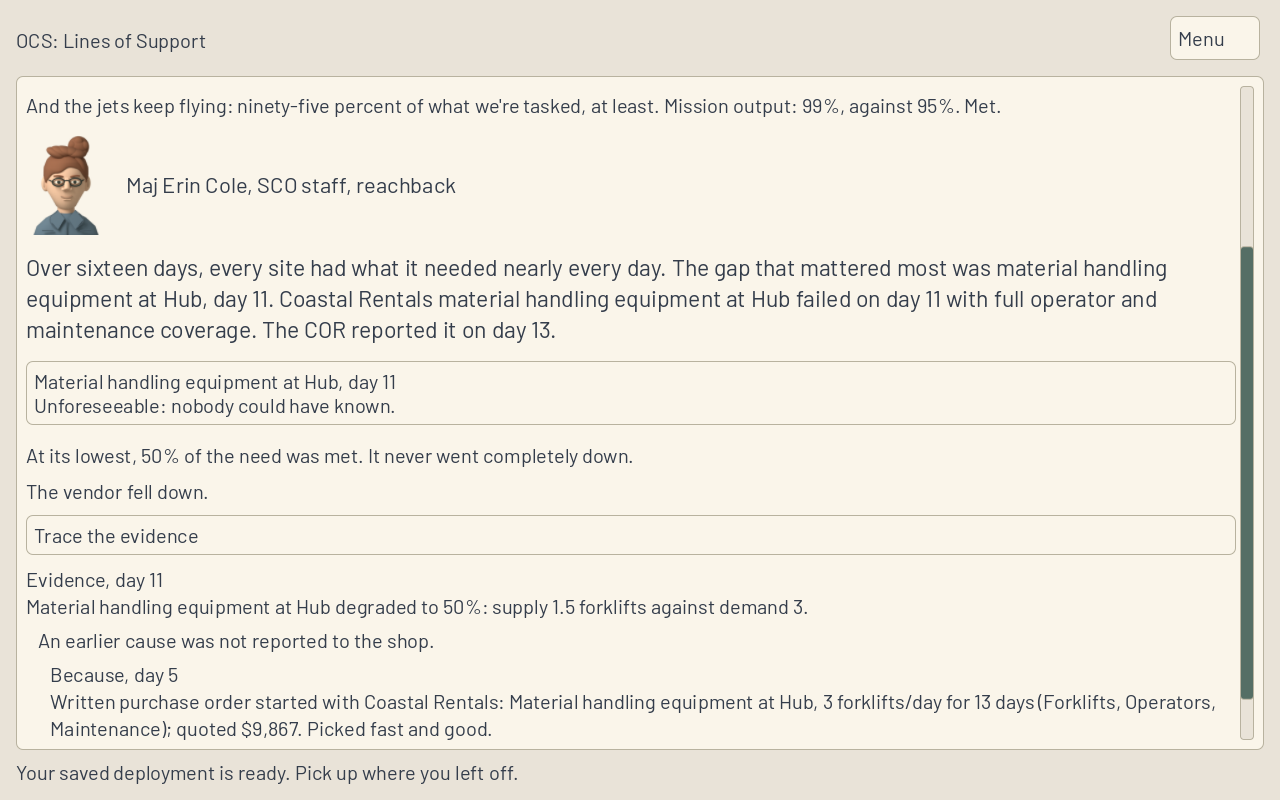 OCS: Lines of Support
Menu
And the jets keep flying: ninety-five percent of what we're tasked, at least. Mission output: 99%, against 95%. Met.
Maj Erin Cole, SCO staff, reachback
Over sixteen days, every site had what it needed nearly every day. The gap that mattered most was material handling
equipment at Hub, day 11. Coastal Rentals material handling equipment at Hub failed on day 11 with full operator and
maintenance coverage. The COR reported it on day 13.
Material handling equipment at Hub, day 11
Unforeseeable: nobody could have known.
At its lowest, 50% of the need was met. It never went completely down.
The vendor fell down.
Trace the evidence
Evidence, day 11
Material handling equipment at Hub degraded to 50%: supply 1.5 forklifts against demand 3.
An earlier cause was not reported to the shop.
Because, day 5
Written purchase order started with Coastal Rentals: Material handling equipment at Hub, 3 forklifts/day for 13 days (Forklifts, Operators,
Maintenance); quoted $9,867. Picked fast and good.
Your saved deployment is ready. Pick up where you left off.